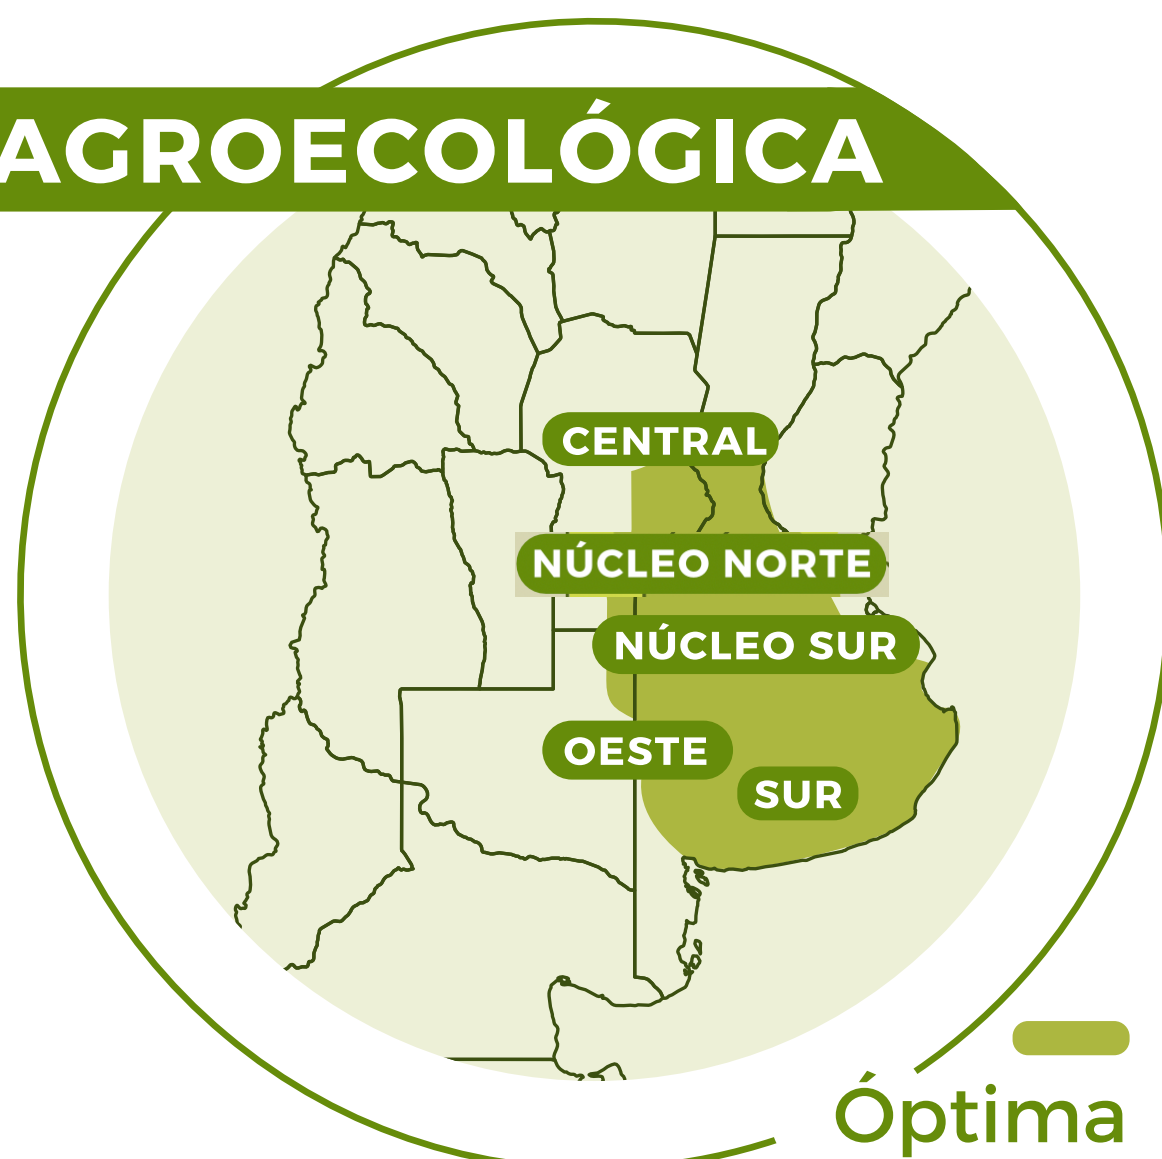 AGROECOLÓGICA
CENTRAL
NÚCLEO NORTE
NÚCLEO SUR
OESTE
SUR
Óptima